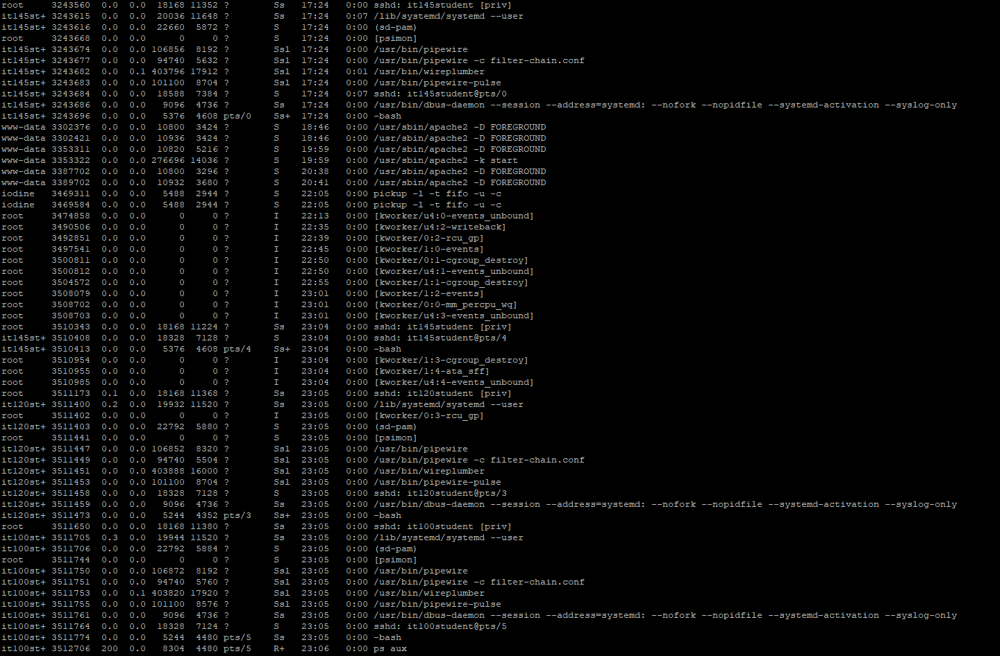 root     3243560  0.0  0.0  18168 11352 ?        Ss   17:24   0:00 sshd: it145student [priv]
it145st+ 3243615  0.0  0.0  20036 11648 ?        Ss   17:24   0:07 /lib/systemd/systemd --user
it145st+ 3243616  0.0  0.0  22660  5872 ?        S    17:24   0:00 (sd-pam)
root     3243668  0.0  0.0      0     0 ?        S    17:24   0:00 [psimon]
it145st+ 3243674  0.0  0.0 106856  8192 ?        Ssl  17:24   0:00 /usr/bin/pipewire
it145st+ 3243677  0.0  0.0  94740  5632 ?        Ssl  17:24   0:00 /usr/bin/pipewire -c filter-chain.conf
it145st+ 3243682  0.0  0.1 403796 17912 ?        Ssl  17:24   0:01 /usr/bin/wireplumber
it145st+ 3243683  0.0  0.0 101100  8704 ?        Ssl  17:24   0:00 /usr/bin/pipewire-pulse
it145st+ 3243684  0.0  0.0  18588  7384 ?        S    17:24   0:07 sshd: it145student@pts/0
it145st+ 3243686  0.0  0.0   9096  4736 ?        Ss   17:24   0:00 /usr/bin/dbus-daemon --session --address=systemd: --nofork --nopidfile --systemd-activation --syslog-only
it145st+ 3243696  0.0  0.0   5376  4608 pts/0    Ss+  17:24   0:00 -bash
www-data 3302376  0.0  0.0  10800  3424 ?        S    18:46   0:00 /usr/sbin/apache2 -D FOREGROUND
www-data 3302421  0.0  0.0  10936  3424 ?        S    18:46   0:00 /usr/sbin/apache2 -D FOREGROUND
www-data 3353311  0.0  0.0  10820  5216 ?        S    19:59   0:00 /usr/sbin/apache2 -D FOREGROUND
www-data 3353322  0.0  0.0 276696 14036 ?        S    19:59   0:00 /usr/sbin/apache2 -k start
www-data 3387702  0.0  0.0  10800  3296 ?        S    20:38   0:00 /usr/sbin/apache2 -D FOREGROUND
www-data 3389702  0.0  0.0  10932  3680 ?        S    20:41   0:00 /usr/sbin/apache2 -D FOREGROUND
iodine   3469311  0.0  0.0   5488  2944 ?        S    22:05   0:00 pickup -l -t fifo -u -c
iodine   3469584  0.0  0.0   5488  2944 ?        S    22:05   0:00 pickup -l -t fifo -u -c
root     3474858  0.0  0.0      0     0 ?        I    22:13   0:00 [kworker/u4:0-events_unbound]
root     3490506  0.0  0.0      0     0 ?        I    22:35   0:00 [kworker/u4:2-writeback]
root     3492851  0.0  0.0      0     0 ?        I    22:39   0:00 [kworker/0:2-rcu_gp]
root     3497541  0.0  0.0      0     0 ?        I    22:45   0:00 [kworker/1:0-events]
root     3500811  0.0  0.0      0     0 ?        I    22:50   0:00 [kworker/0:1-cgroup_destroy]
root     3500812  0.0  0.0      0     0 ?        I    22:50   0:00 [kworker/u4:1-events_unbound]
root     3504572  0.0  0.0      0     0 ?        I    22:55   0:00 [kworker/1:1-cgroup_destroy]
root     3508079  0.0  0.0      0     0 ?        I    23:01   0:00 [kworker/1:2-events]
root     3508702  0.0  0.0      0     0 ?        I    23:01   0:00 [kworker/0:0-mm_percpu_wq]
root     3508703  0.0  0.0      0     0 ?        I    23:01   0:00 [kworker/u4:3-events_unbound]
root     3510343  0.0  0.0  18168 11224 ?        Ss   23:04   0:00 sshd: it145student [priv]
it145st+ 3510408  0.0  0.0  18328  7128 ?        S    23:04   0:00 sshd: it145student@pts/4
it145st+ 3510413  0.0  0.0   5376  4608 pts/4    Ss+  23:04   0:00 -bash
root     3510954  0.0  0.0      0     0 ?        I    23:04   0:00 [kworker/1:3-cgroup_destroy]
root     3510955  0.0  0.0      0     0 ?        I    23:04   0:00 [kworker/1:4-ata_sff]
root     3510985  0.0  0.0      0     0 ?        I    23:04   0:00 [kworker/u4:4-events_unbound]
root     3511173  0.1  0.0  18168 11368 ?        Ss   23:05   0:00 sshd: it120student [priv]
it120st+ 3511400  0.2  0.0  19932 11520 ?        Ss   23:05   0:00 /lib/systemd/systemd --user
root     3511402  0.0  0.0      0     0 ?        I    23:05   0:00 [kworker/0:3-rcu_gp]
it120st+ 3511403  0.0  0.0  22792  5880 ?        S    23:05   0:00 (sd-pam)
root     3511441  0.0  0.0      0     0 ?        S    23:05   0:00 [psimon]
it120st+ 3511447  0.0  0.0 106852  8320 ?        Ssl  23:05   0:00 /usr/bin/pipewire
it120st+ 3511449  0.0  0.0  94740  5504 ?        Ssl  23:05   0:00 /usr/bin/pipewire -c filter-chain.conf
it120st+ 3511451  0.0  0.0 403888 16000 ?        Ssl  23:05   0:00 /usr/bin/wireplumber
it120st+ 3511453  0.0  0.0 101100  8704 ?        Ssl  23:05   0:00 /usr/bin/pipewire-pulse
it120st+ 3511458  0.0  0.0  18328  7128 ?        S    23:05   0:00 sshd: it120student@pts/3
it120st+ 3511459  0.0  0.0   9096  4736 ?        Ss   23:05   0:00 /usr/bin/dbus-daemon --session --address=systemd: --nofork --nopidfile --systemd-activation --syslog-only
it120st+ 3511473  0.0  0.0   5244  4352 pts/3    Ss+  23:05   0:00 -bash
root     3511650  0.0  0.0  18168 11380 ?        Ss   23:05   0:00 sshd: it100student [priv]
it100st+ 3511705  0.3  0.0  19944 11520 ?        Ss   23:05   0:00 /lib/systemd/systemd --user
it100st+ 3511706  0.0  0.0  22792  5884 ?        S    23:05   0:00 (sd-pam)
root     3511744  0.0  0.0      0     0 ?        S    23:05   0:00 [psimon]
it100st+ 3511750  0.0  0.0 106872  8192 ?        Ssl  23:05   0:00 /usr/bin/pipewire
it100st+ 3511751  0.0  0.0  94740  5760 ?        Ssl  23:05   0:00 /usr/bin/pipewire -c filter-chain.conf
it100st+ 3511753  0.0  0.1 403820 17920 ?        Ssl  23:05   0:00 /usr/bin/wireplumber
it100st+ 3511755  0.0  0.0 101100  8576 ?        Ssl  23:05   0:00 /usr/bin/pipewire-pulse
it100st+ 3511761  0.0  0.0   9096  4736 ?        Ss   23:05   0:00 /usr/bin/dbus-daemon --session --address=systemd: --nofork --nopidfile --systemd-activation --syslog-only
it100st+ 3511764  0.0  0.0  18328  7124 ?        S    23:05   0:00 sshd: it100student@pts/5
it100st+ 3511774  0.0  0.0   5244  4480 pts/5    Ss   23:05   0:00 -bash
it100st+ 3512706  200  0.0   8304  4480 pts/5    R+   23:06   0:00 ps aux